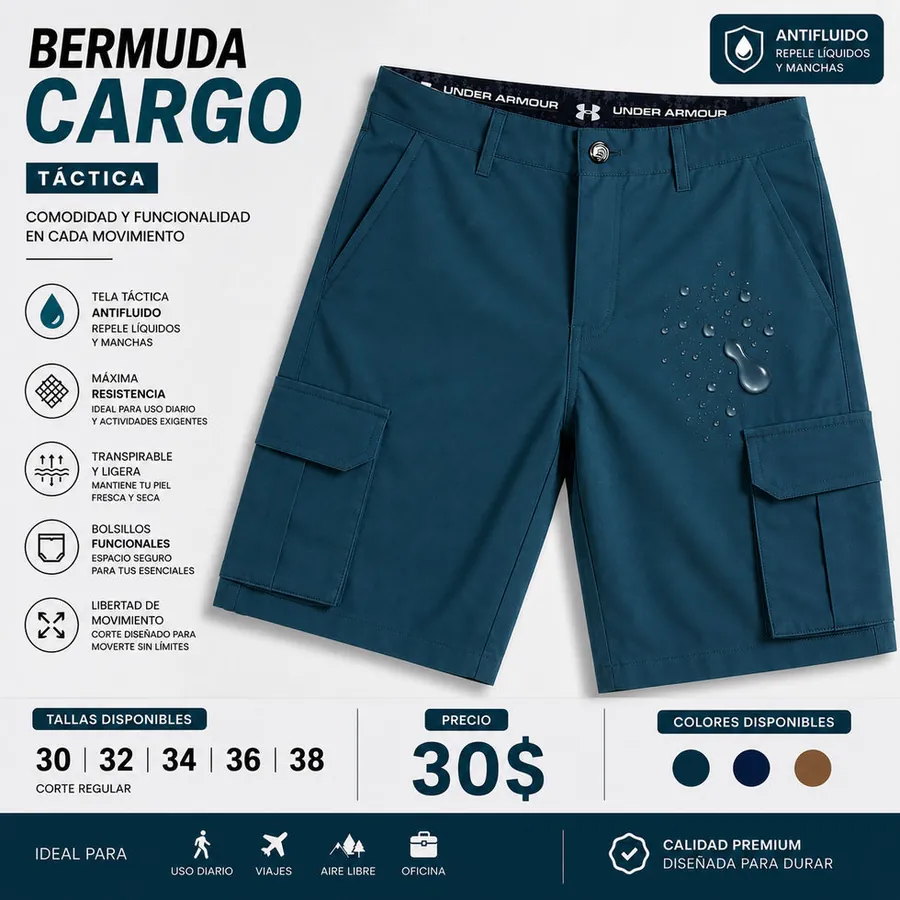 BERMUDA
CARGO
TÁCTICA
COMODIDAD Y FUNCIONALIDAD
EN CADA MOVIMIENTO
ANTIFLUIDO
REPELE LÍQUIDOS
Y MANCHAS
UNDER ARMOUR UNDER ARMOUR
TELA TÁCTICA
ANTIFLUIDO
REPELE LÍQUIDOS
Y MANCHAS
MÁXIMA
RESISTENCIA
IDEAL PARA USO DIARIO
Y ACTIVIDADES EXIGENTES
TRANSPIRABLE
Y LIGERA
MANTIENE TU PIEL
FRESCA Y SECA
BOLSILLOS
FUNCIONALES
ESPACIO SEGURO
PARA TUS ESENCIALES
LIBERTAD DE
MOVIMIENTO
CORTE DISEÑADO PARA
MOVERTE SIN LÍMITES
TALLAS DISPONIBLES
30 | 32 | 34 | 36 | 38
CORTE REGULAR
PRECIO
30$
COLORES DISPONIBLES
IDEAL PARA
USO DIARIO
VIAJES
AIRE LIBRE
OFICINA
CALIDAD PREMIUM
DISEÑADA PARA DURAR